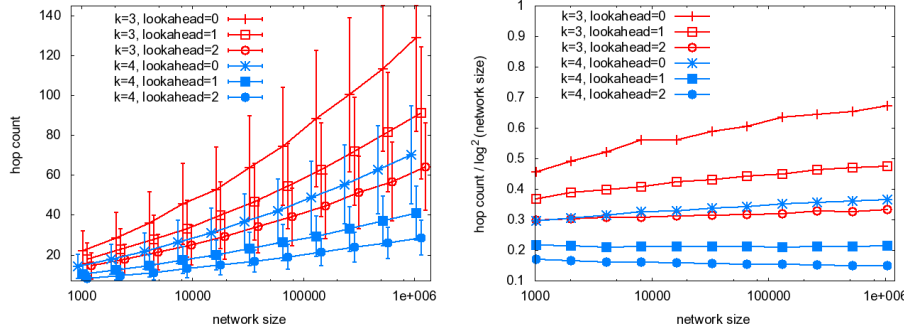 k=3, lookahead=0
k=3, lookahead=1
k=3, lookahead=2
k=4, lookahead=0
k=4, lookahead=1
k=4, lookahead=2
hop count
140
120
100
80
60
40
20
1000
10000
100000
1e+006
network size
k=3, lookahead=0
k=3, lookahead=1
k=3, lookahead=2
k=4, lookahead=0
k=4, lookahead=1
k=4, lookahead=2
hop count / log² (network size)
1
0.9
0.8
0.7
0.6
0.5
0.4
0.3
0.2
0.1
1000
10000
100000
1e+006
network size